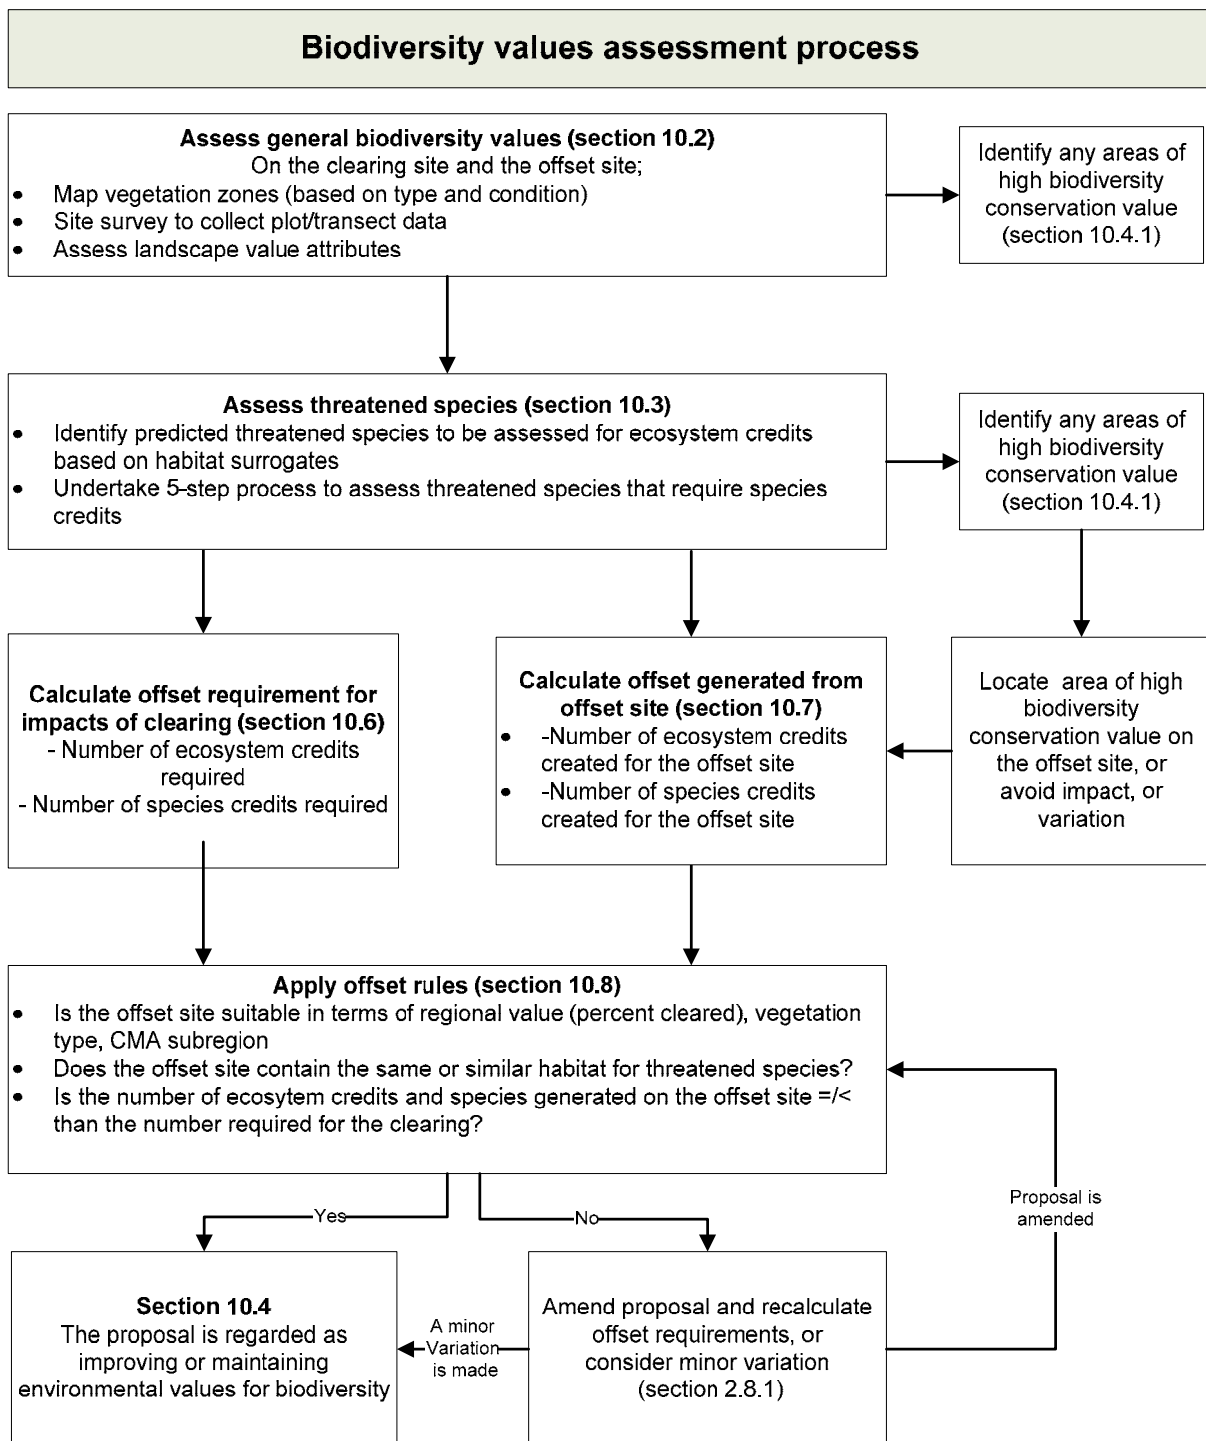 Biodiversity values assessment process
Assess general biodiversity values (section 10.2)
On the clearing site and the offset site;
• Map vegetation zones (based on type and condition)
• Site survey to collect plot/transect data
• Assess landscape value attributes
Identify any areas of
high biodiversity
conservation value
(section 10.4.1)
Assess threatened species (section 10.3)
• Identify predicted threatened species to be assessed for ecosystem credits
based on habitat surrogates
• Undertake 5-step process to assess threatened species that require species
credits
Identify any areas of
high biodiversity
conservation value
(section 10.4.1)
Calculate offset requirement for
impacts of clearing (section 10.6)
- Number of ecosystem credits
required
- Number of species credits required
Calculate offset generated from
offset site (section 10.7)
• -Number of ecosystem credits
created for the offset site
• -Number of species credits
created for the offset site
Locate area of high
biodiversity
conservation value on
the offset site, or
avoid impact, or
variation
Apply offset rules (section 10.8)
• Is the offset site suitable in terms of regional value (percent cleared), vegetation
type, CMA subregion
• Does the offset site contain the same or similar habitat for threatened species?
• Is the number of ecosytem credits and species generated on the offset site =/<
than the number required for the clearing?
Yes
No
Proposal is
amended
Section 10.4
The proposal is regarded as
improving or maintaining
environmental values for biodiversity
A minor
Variation
is made
Amend proposal and recalculate
offset requirements, or
consider minor variation
(section 2.8.1)